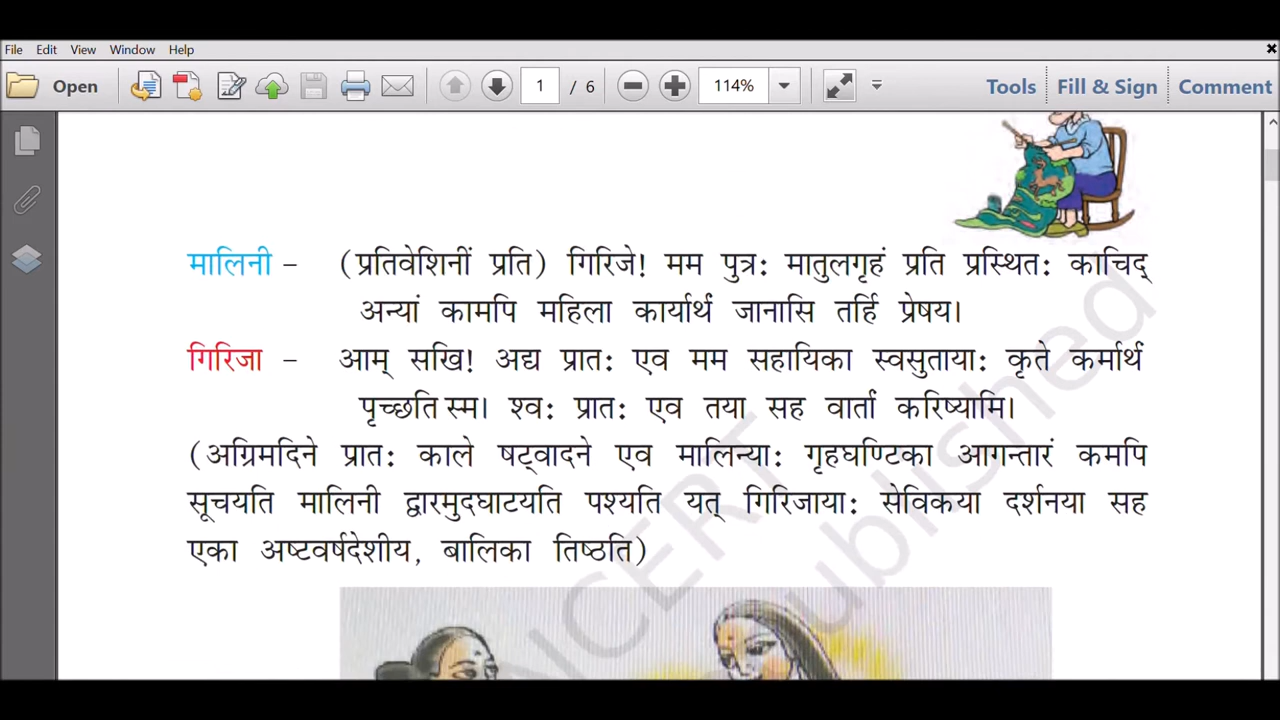 File Edit View Window Help
Open 1 / 6 114% Tools Fill & Sign Comment
मालिनी – (प्रतिवेशिनीं प्रति) गिरिजे! मम पुत्र: मातुलगृहं प्रति प्रस्थित: काचिद्
अन्यां कामपि महिला कार्यार्थं जानासि तर्हि प्रेषय।
गिरिजा – आम् सखि! अद्य प्रात: एव मम सहायिका स्वसुताया: कृते कर्मार्थं
पृच्छति स्म। श्व: प्रात: एव तया सह वार्तां करिष्यामि।
(अग्रिमदिने प्रात: काले षट्वादने एव मालिन्या: गृहघण्टिका आगन्तारं कमपि
सूचयति मालिनी द्वारमुदघाटयति पश्यति यत् गिरिजाया: सेविकया दर्शनया सह
एका अष्टवर्षदेशीय, बालिका तिष्ठति)
NCERT
ublished